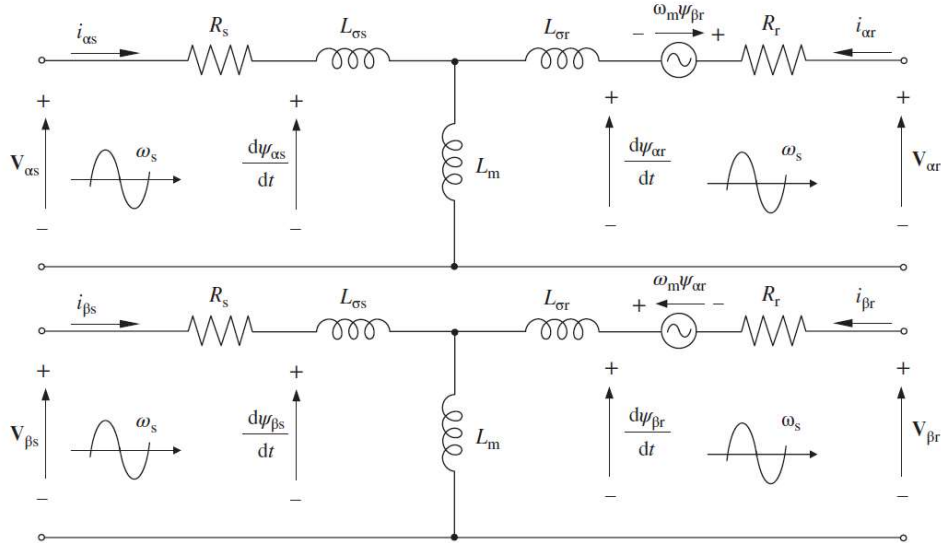 i_αs R_s L_σs L_σr − ω_mψ_βr + R_r i_αr
+ + + +
V_αs ω_s dψ_αs/dt L_m dψ_αr/dt ω_s V_αr
− − − −
i_βs R_s L_σs L_σr + ω_mψ_αr − R_r i_βr
+ + + +
V_βs ω_s dψ_βs/dt L_m dψ_βr/dt ω_s V_βr
− − − −